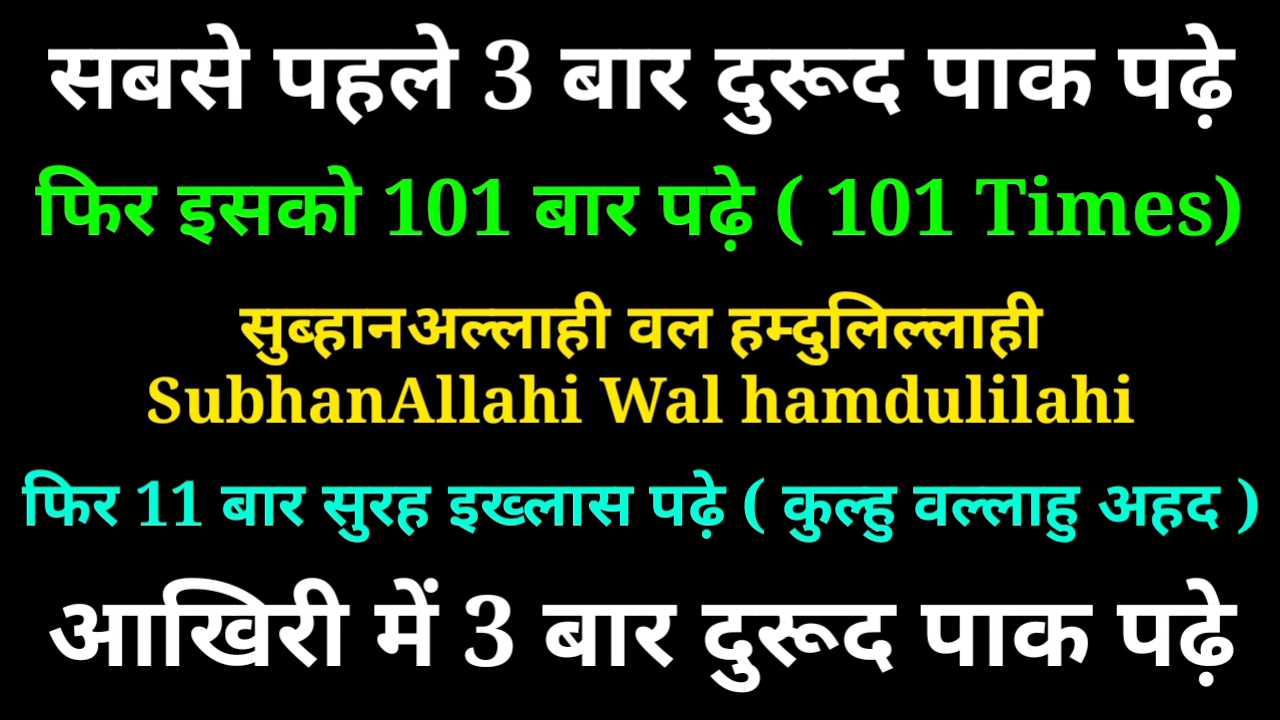 सबसे पहले 3 बार दुरूद पाक पढ़े
फिर इसको 101 बार पढ़े ( 101 Times)
सुब्हानअल्लाही वल हम्दुलिल्लाही
SubhanAllahi Wal hamdulilahi
फिर 11 बार सुरह इख्लास पढ़े ( कुल्हु वल्लाहु अहद )
आखिरी में 3 बार दुरूद पाक पढ़े